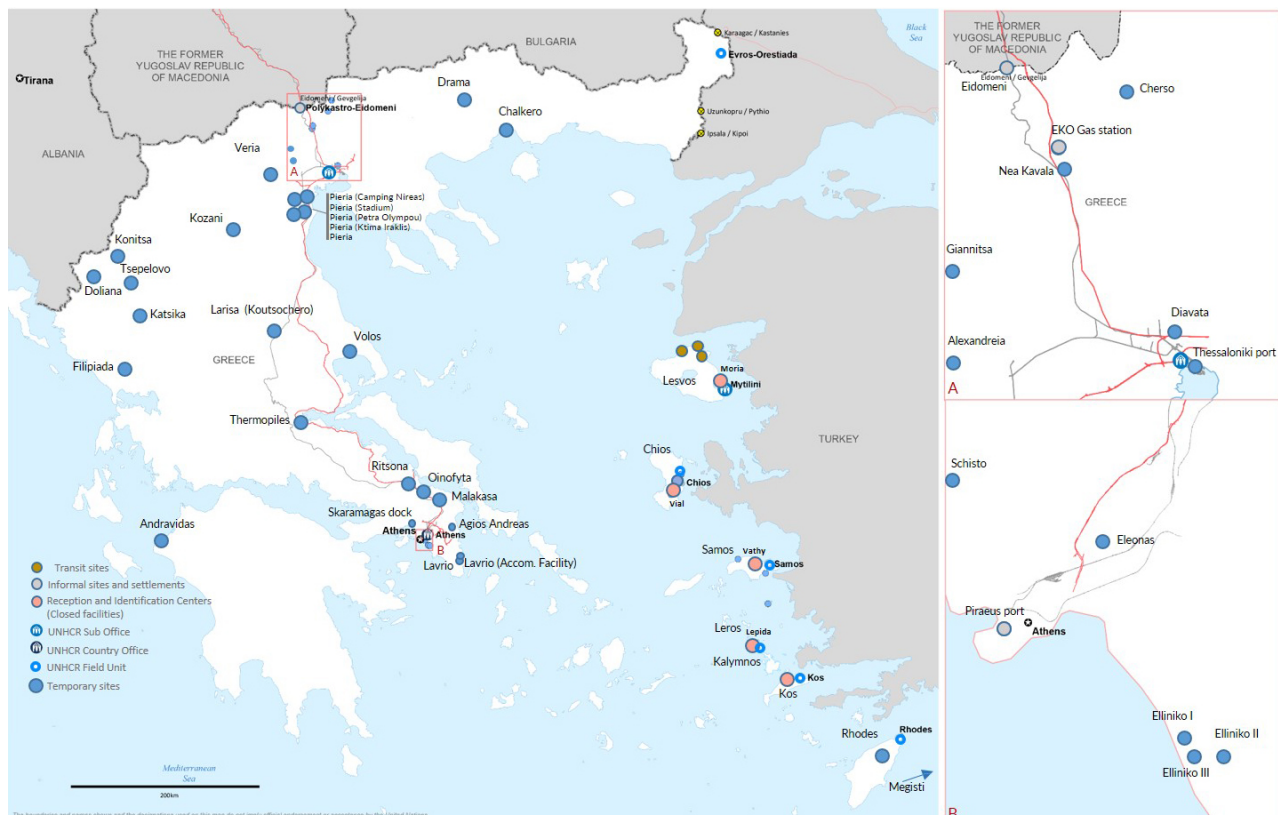 THE FORMER
YUGOSLAV REPUBLIC
OF MACEDONIA
BULGARIA
Black
Sea
Karaagac / Kastanies
Evros-Orestiada
Tirana
Drama
Eidomeni / Gevgelija
Polykastro-Eidomeni
Uzunkopru / Pythio
Chalkero
Ipsala / Kipoi
ALBANIA
Veria
A
Pieria (Camping Nireas)
Pieria (Stadium)
Pieria (Petra Olympou)
Pieria (Ktima Iraklis)
Pieria
Kozani
Konitsa
Tsepelovo
Doliana
Katsika
Larisa (Koutsochero)
Volos
GREECE
Filipiada
Moria
Lesvos
Mytilini
Thermopiles
TURKEY
Chios
Chios
Vial
Ritsona
Oinofyta
Malakasa
Skaramagas dock
Agios Andreas
Athens
Athens
B
Andravidas
Lavrio
Lavrio (Accom. Facility)
Samos
Vathy
Samos
Transit sites
Informal sites and settlements
Reception and Identification Centers
(Closed facilities)
UNHCR Sub Office
UNHCR Country Office
UNHCR Field Unit
Temporary sites
Leros
Lepida
Kalymnos
Kos
Kos
Rhodes
Rhodes
Megisti
Mediterranean
Sea
200km
THE FORMER
YUGOSLAV REPUBLIC
OF MACEDONIA
Eidomeni / Gevgelija
Eidomeni
Cherso
EKO Gas station
Nea Kavala
GREECE
Giannitsa
Diavata
Alexandreia
Thessaloniki port
A
Schisto
Eleonas
Piraeus port
Athens
Elliniko I
Elliniko II
Elliniko III
B